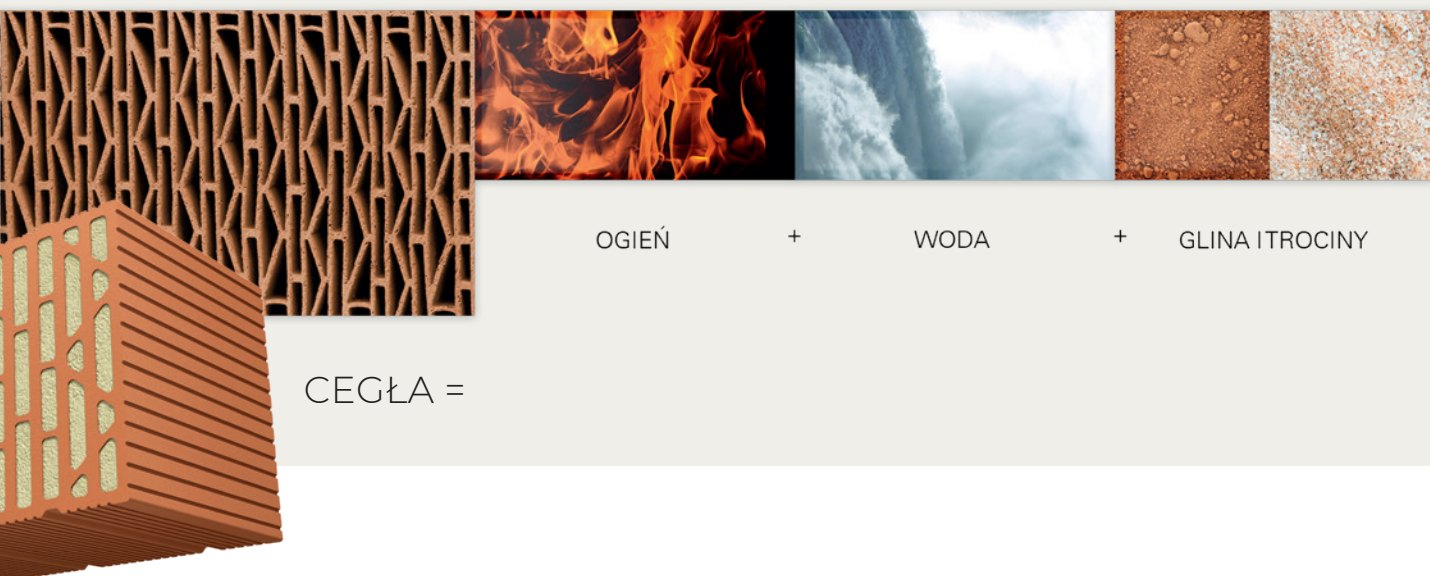 OGIEŃ + WODA + GLINA I TROCINY
CEGŁA =